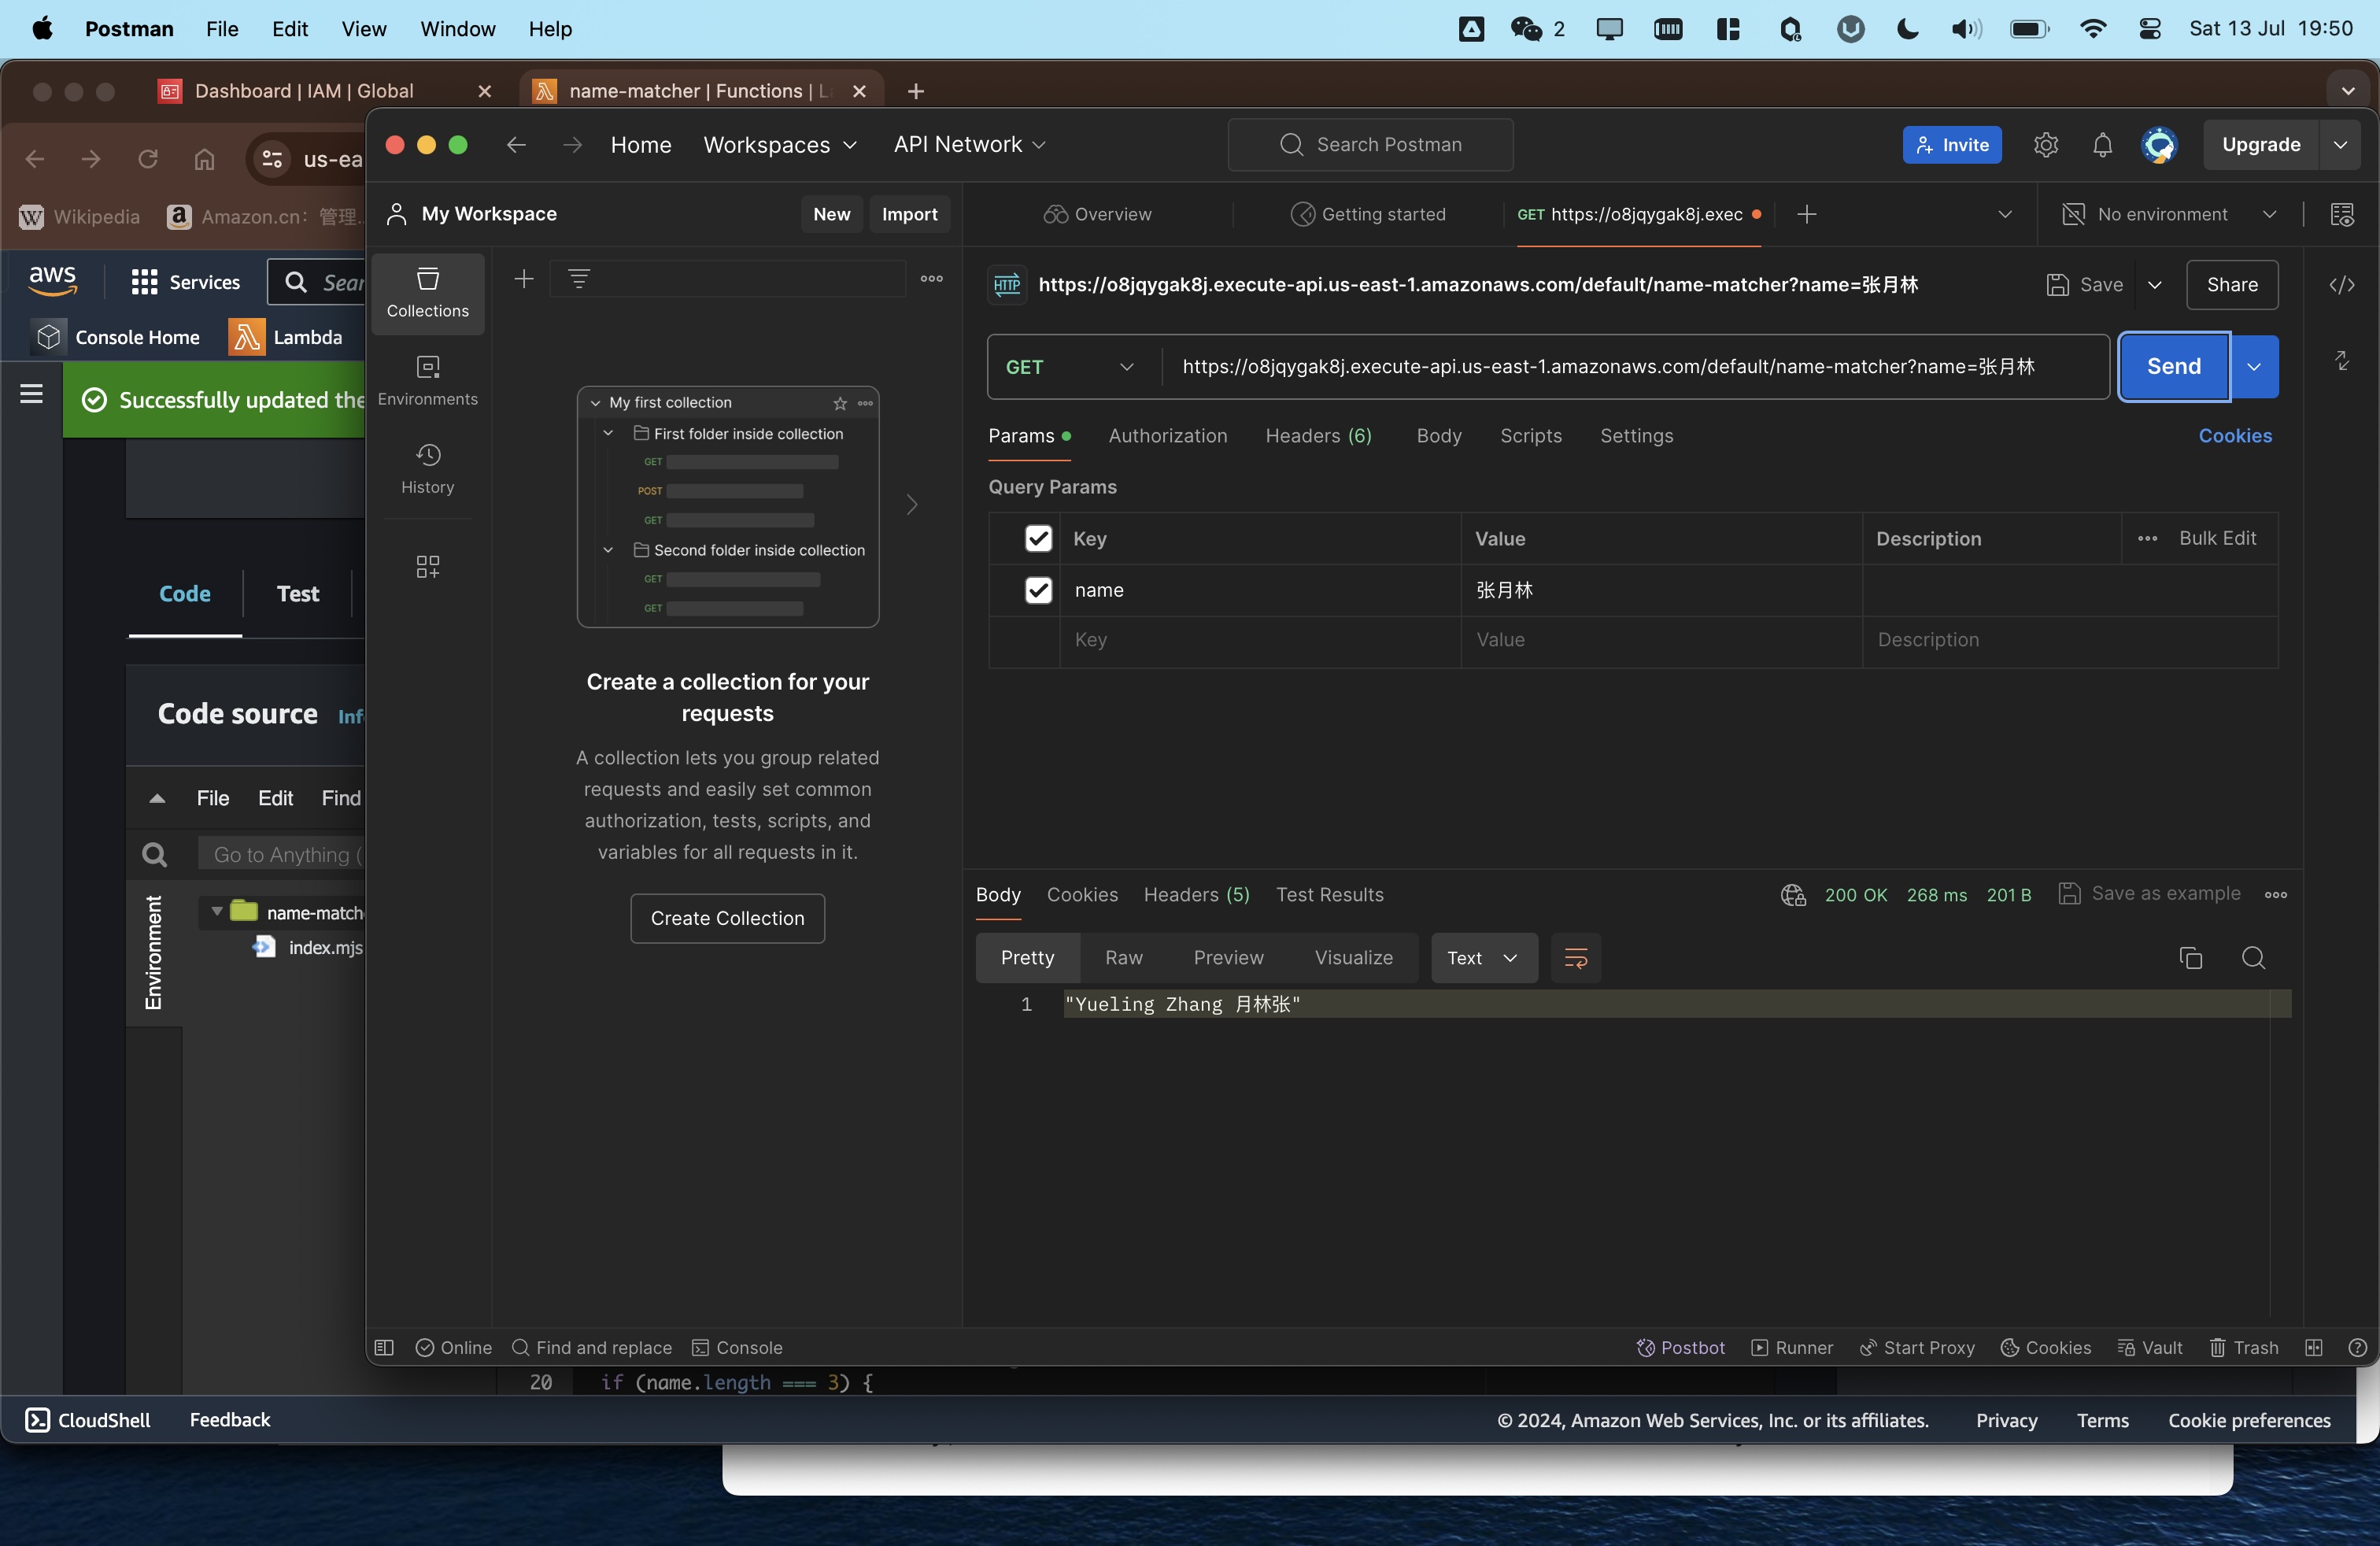 Postman File Edit View Window Help 2 Sat 13 Jul 19:50
Dashboard | IAM | Global name-matcher | Functions | L
Home Workspaces API Network Search Postman Invite Upgrade
us-ea
Wikipedia Amazon.cn: 管理...
My Workspace New Import Overview Getting started GET https://o8jqygak8j.exec No environment
aws Services Sear
Console Home Lambda
Successfully updated the
Code Test
Code source Inf
File Edit Find
Go to Anything (
Environment
name-match
index.mjs
Collections
Environments
History
My first collection
First folder inside collection
GET
POST
GET
Second folder inside collection
GET
GET
Create a collection for your
requests
A collection lets you group related
requests and easily set common
authorization, tests, scripts, and
variables for all requests in it.
Create Collection
HTTP https://o8jqygak8j.execute-api.us-east-1.amazonaws.com/default/name-matcher?name=张月林 Save Share
GET https://o8jqygak8j.execute-api.us-east-1.amazonaws.com/default/name-matcher?name=张月林 Send
Params Authorization Headers (6) Body Scripts Settings Cookies
Query Params
Key Value Description Bulk Edit
name 张月林
Key Value Description
Body Cookies Headers (5) Test Results 200 OK 268 ms 201 B Save as example
Pretty Raw Preview Visualize Text
1 "Yueling Zhang 月林张"
Online Find and replace Console Postbot Runner Start Proxy Cookies Vault Trash
20 if (name.length === 3) {
CloudShell Feedback © 2024, Amazon Web Services, Inc. or its affiliates. Privacy Terms Cookie preferences